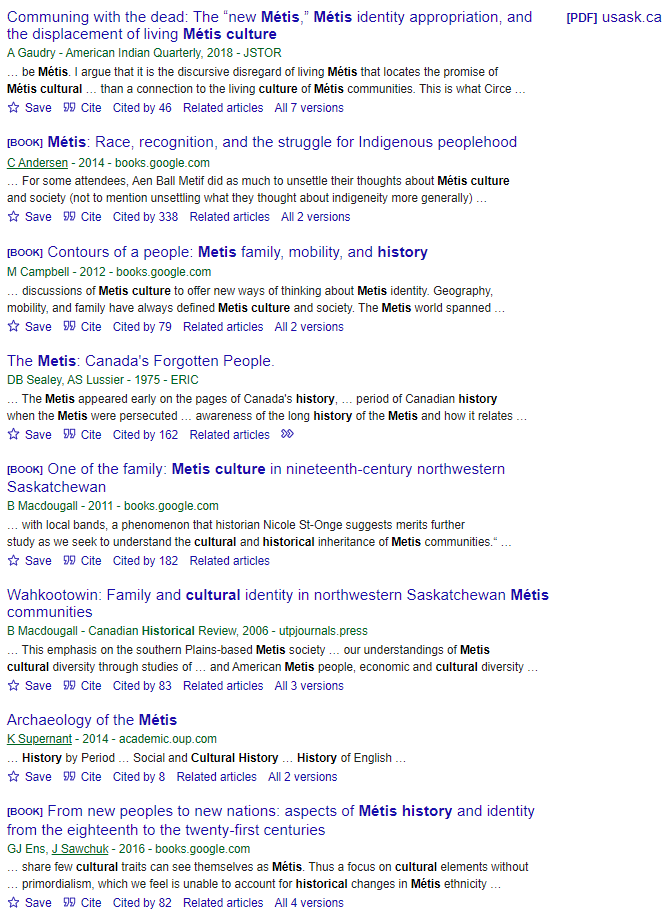 Communing with the dead: The “new Métis,” Métis identity appropriation, and
the displacement of living Métis culture
[PDF] usask.ca
A Gaudry - American Indian Quarterly, 2018 - JSTOR
… be Métis. I argue that it is the discursive disregard of living Métis that locates the promise of
Métis cultural … than a connection to the living culture of Métis communities. This is what Circe …
Save Cite Cited by 46 Related articles All 7 versions
[BOOK] Métis: Race, recognition, and the struggle for Indigenous peoplehood
C Andersen - 2014 - books.google.com
… For some attendees, Aen Ball Metif did as much to unsettle their thoughts about Métis culture
and society (not to mention unsettling what they thought about indigeneity more generally) …
Save Cite Cited by 338 Related articles All 2 versions
[BOOK] Contours of a people: Metis family, mobility, and history
M Campbell - 2012 - books.google.com
… discussions of Metis culture to offer new ways of thinking about Metis identity. Geography,
mobility, and family have always defined Metis culture and society. The Metis world spanned …
Save Cite Cited by 79 Related articles All 2 versions
The Metis: Canada's Forgotten People.
DB Sealey, AS Lussier - 1975 - ERIC
… The Metis appeared early on the pages of Canada's history, … period of Canadian history
when the Metis were persecuted … awareness of the long history of the Metis and how it relates …
Save Cite Cited by 162 Related articles
[BOOK] One of the family: Metis culture in nineteenth-century northwestern
Saskatchewan
B Macdougall - 2011 - books.google.com
… with local bands, a phenomenon that historian Nicole St-Onge suggests merits further
study as we seek to understand the cultural and historical inheritance of Metis communities.“ …
Save Cite Cited by 182 Related articles
Wahkootowin: Family and cultural identity in northwestern Saskatchewan Métis
communities
B Macdougall - Canadian Historical Review, 2006 - utpjournals.press
… This emphasis on the southern Plains-based Metis society … our understandings of Metis
cultural diversity through studies of … and American Metis people, economic and cultural diversity …
Save Cite Cited by 83 Related articles All 3 versions
Archaeology of the Métis
K Supernant - 2014 - academic.oup.com
… History by Period … Social and Cultural History … History of English …
Save Cite Cited by 8 Related articles All 2 versions
[BOOK] From new peoples to new nations: aspects of Métis history and identity
from the eighteenth to the twenty-first centuries
GJ Ens, J Sawchuk - 2016 - books.google.com
… share few cultural traits can see themselves as Métis. Thus a focus on cultural elements without
… primordialism, which we feel is unable to account for historical changes in Métis ethnicity …
Save Cite Cited by 82 Related articles All 4 versions